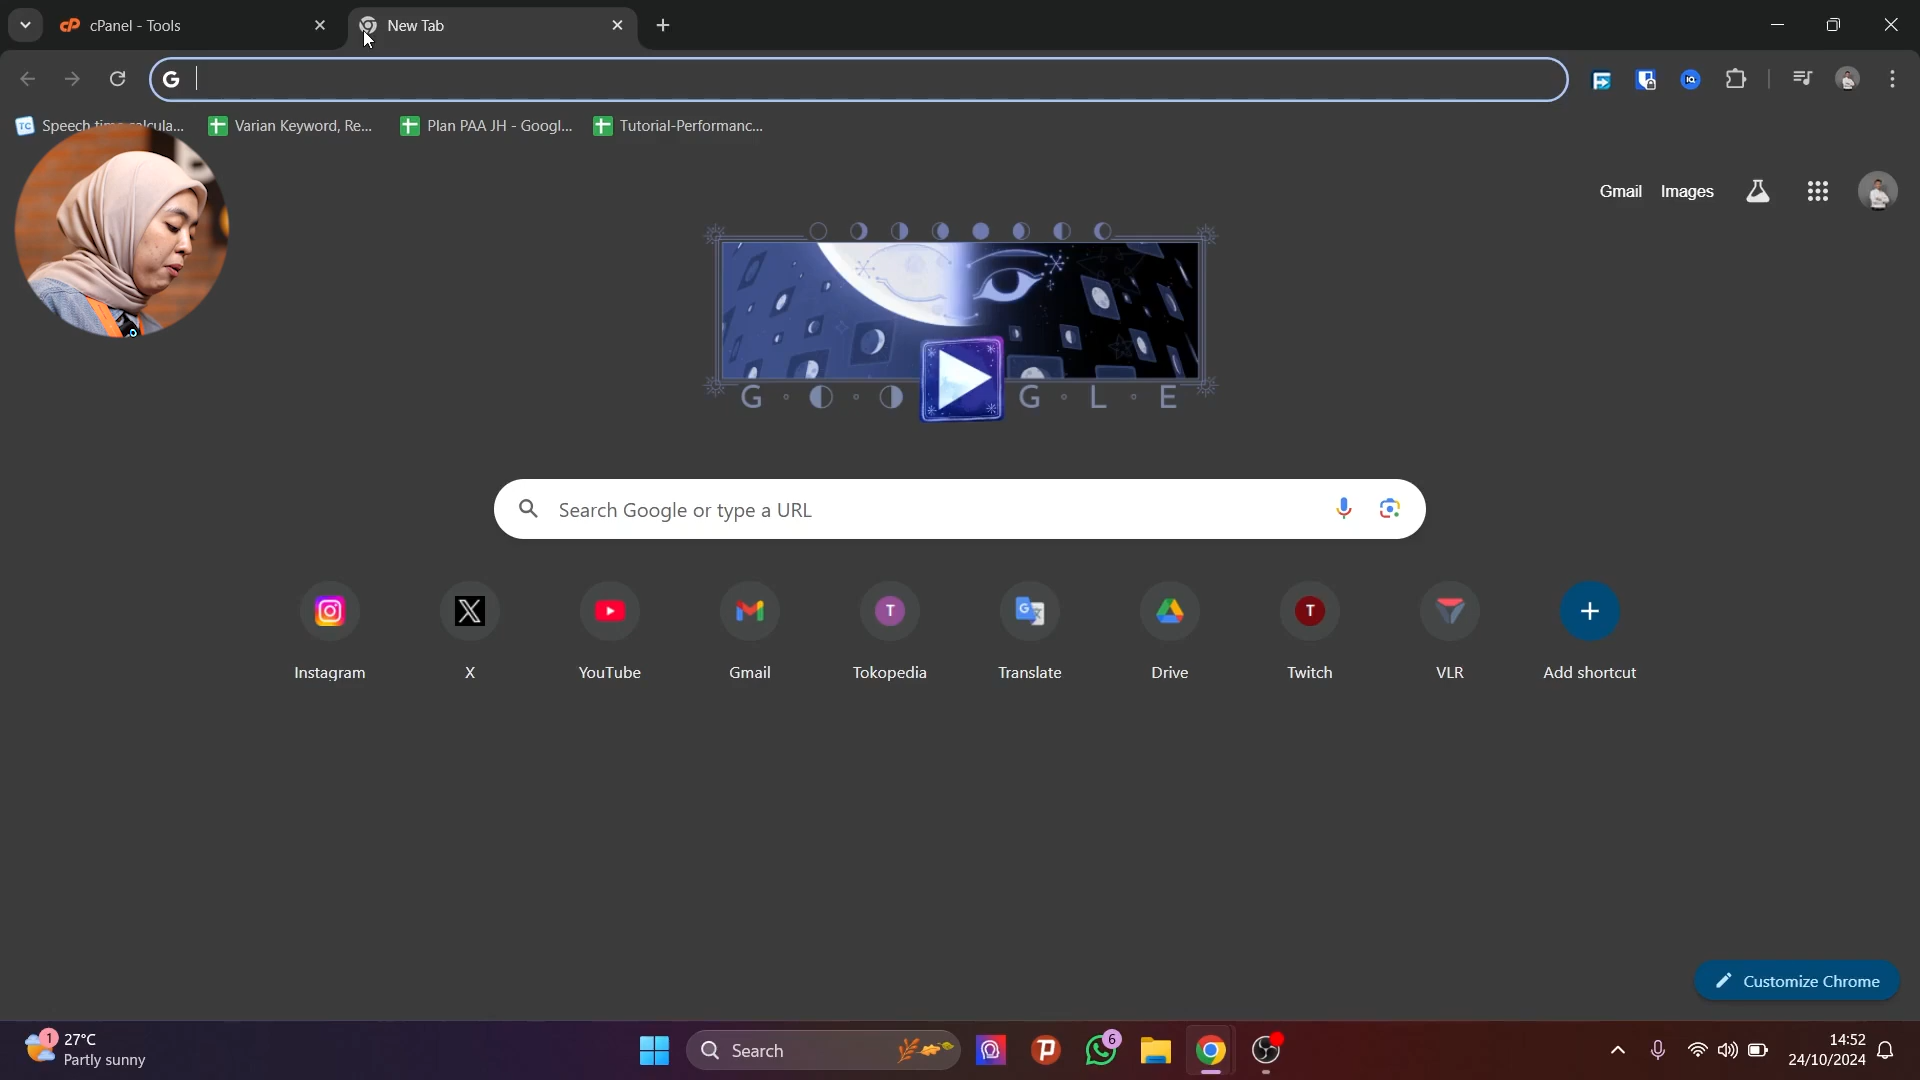 cPanel - Tools
New Tab
Varian Keyword, Re...
Plan PAA JH - Googl...
Tutorial-Performanc...
Gmail Images
G O O G L E
Search Google or type a URL
Instagram
X
YouTube
Gmail
T
Tokopedia
Translate
Drive
T
Twitch
VLR
Add shortcut
Customize Chrome
1
27°C
Partly sunny
Search
6
14:52
24/10/2024